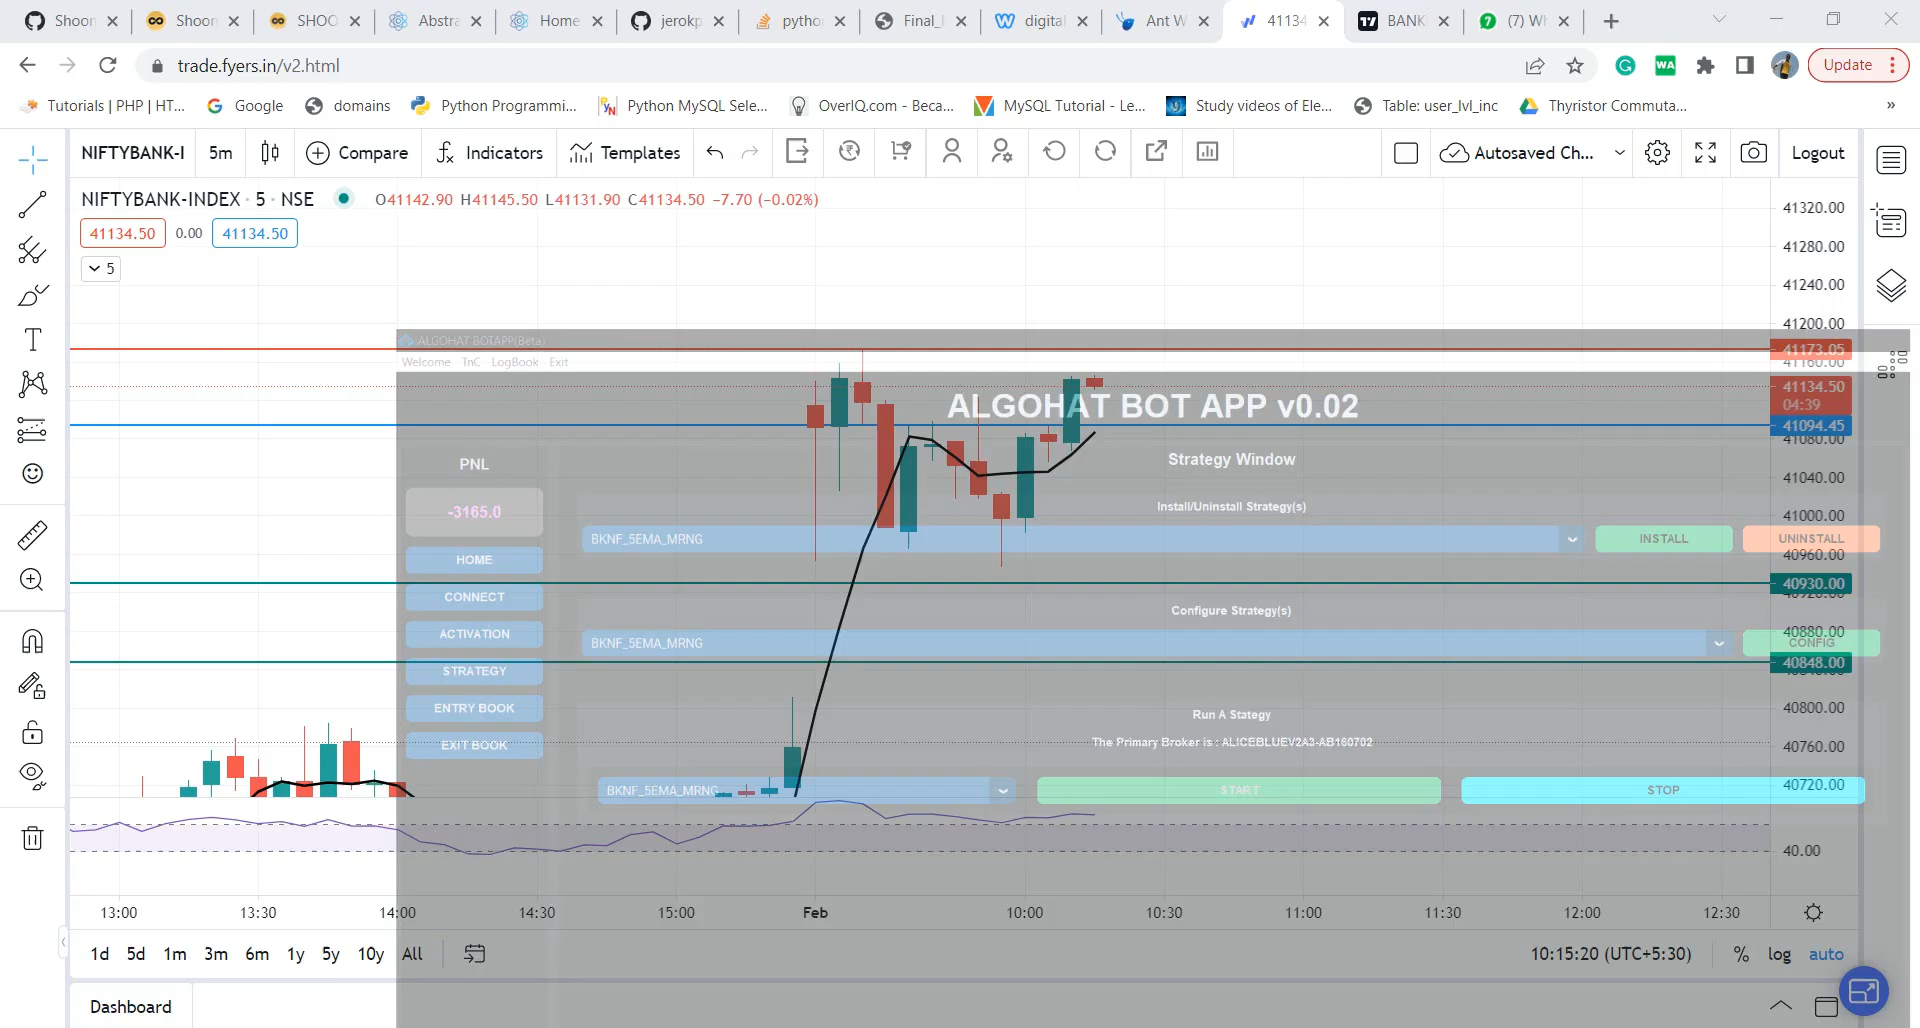 Shoon
Shoon
SHOO
Abstra
Home
jerokp
pytho
Final_
digital
Ant W
41134
BANK
(7) Wh
trade.fyers.in/v2.html
Update
Tutorials | PHP | HT...
Google
domains
Python Programmi...
Python MySQL Sele...
OverIQ.com - Beca...
MySQL Tutorial - Le...
Study videos of Ele...
Table: user_lvl_inc
Thyristor Commuta...
»
NIFTYBANK-I
5m
Compare
Indicators
Templates
Autosaved Ch...
Logout
NIFTYBANK-INDEX · 5 · NSE
O41142.90 H41145.50 L41131.90 C41134.50 −7.70 (−0.02%)
41134.50
0.00
41134.50
5
41320.00
41280.00
41240.00
41200.00
41173.05
41160.00
41134.50
04:39
41094.45
41080.00
41040.00
41000.00
40960.00
40930.00
40920.00
40880.00
40848.00
40800.00
40760.00
40720.00
40.00
ALGOHAT BOTAPP(Beta)
Welcome TnC LogBook Exit
ALGOHAT BOT APP v0.02
PNL
-3165.0
HOME
CONNECT
ACTIVATION
STRATEGY
ENTRY BOOK
EXIT BOOK
Strategy Window
Install/Uninstall Strategy(s)
BKNF_5EMA_MRNG
INSTALL
UNINSTALL
Configure Strategy(s)
BKNF_5EMA_MRNG
CONFIG
Run A Stategy
The Primary Broker is : ALICEBLUEV2A3-AB160702
BKNF_5EMA_MRNG
START
STOP
13:00
13:30
14:00
14:30
15:00
Feb
10:00
10:30
11:00
11:30
12:00
12:30
1d 5d 1m 3m 6m 1y 5y 10y All
10:15:20 (UTC+5:30)
% log auto
Dashboard